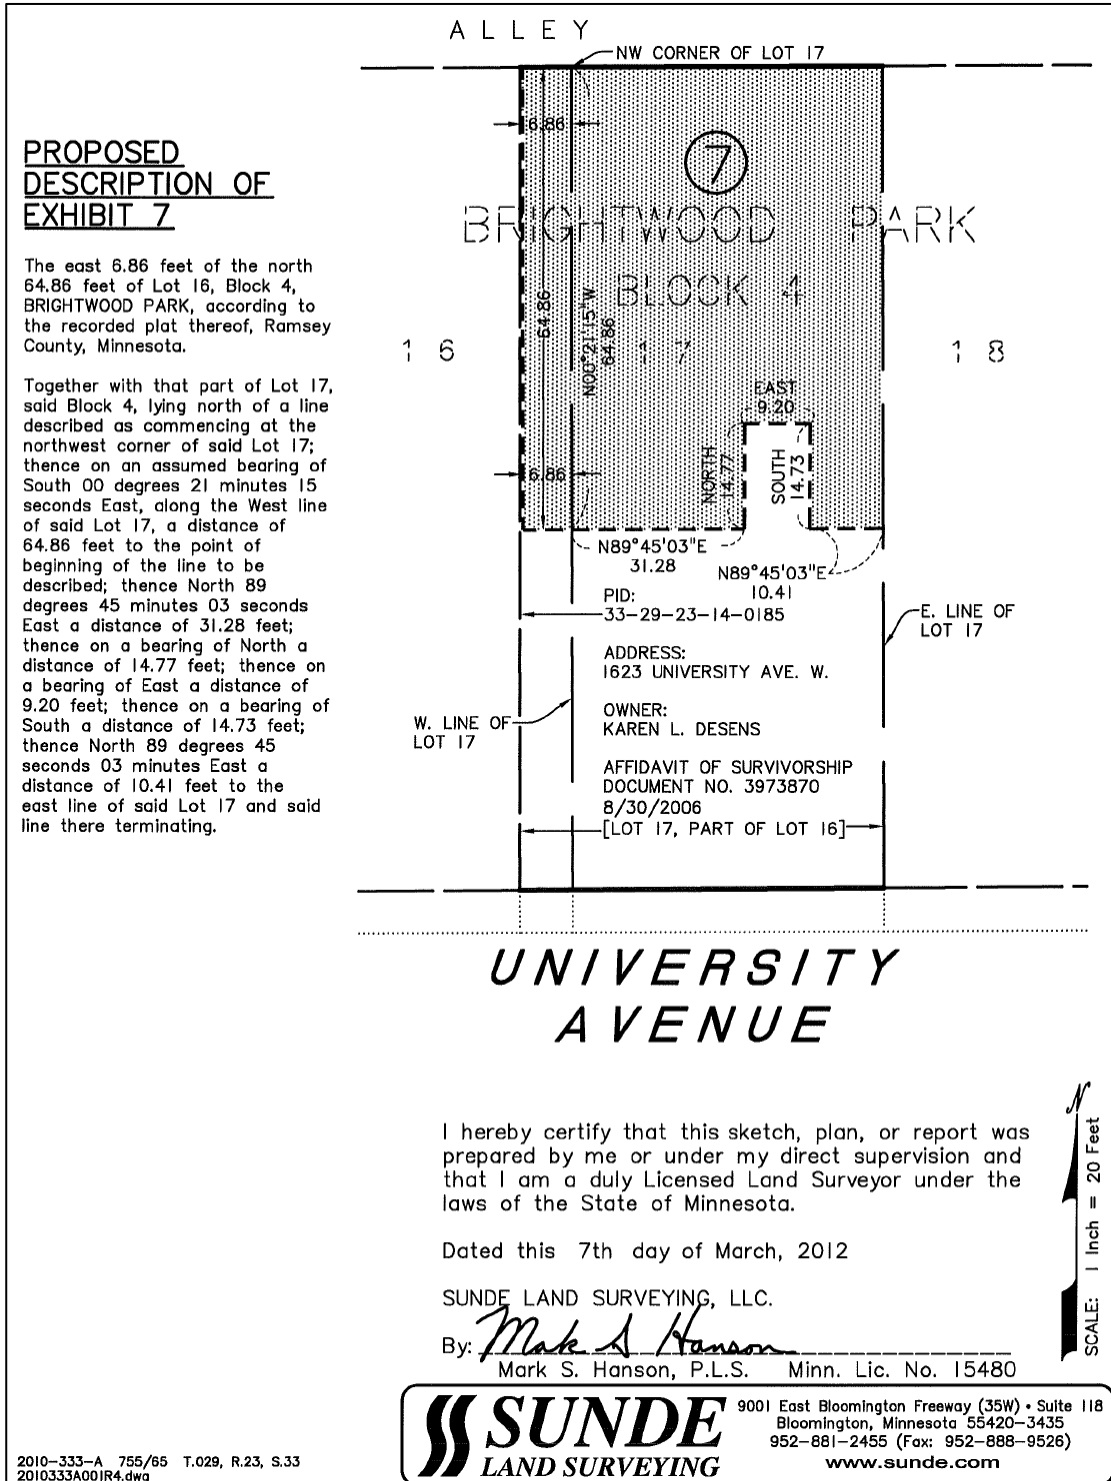 ALLEY
NW CORNER OF LOT 17
PROPOSED
DESCRIPTION OF
EXHIBIT 7
The east 6.86 feet of the north
64.86 feet of Lot 16, Block 4,
BRIGHTWOOD PARK, according to
the recorded plat thereof, Ramsey
County, Minnesota.
Together with that part of Lot 17,
said Block 4, lying north of a line
described as commencing at the
northwest corner of said Lot 17;
thence on an assumed bearing of
South 00 degrees 21 minutes 15
seconds East, along the West line
of said Lot 17, a distance of
64.86 feet to the point of
beginning of the line to be
described; thence North 89
degrees 45 minutes 03 seconds
East a distance of 31.28 feet;
thence on a bearing of North a
distance of 14.77 feet; thence on
a bearing of East a distance of
9.20 feet; thence on a bearing of
South a distance of 14.73 feet;
thence North 89 degrees 45
seconds 03 minutes East a
distance of 10.41 feet to the
east line of said Lot 17 and said
line there terminating.
6.86
7
BRIGHTWOOD PARK
BLOCK 4
64.86
N00°21'15"W
64.86
16
17
18
EAST
9.20
NORTH
14.77
SOUTH
14.73
6.86
N89°45'03"E
31.28
N89°45'03"E
10.41
PID:
33-29-23-14-0185
E. LINE OF
LOT 17
ADDRESS:
1623 UNIVERSITY AVE. W.
OWNER:
KAREN L. DESENS
W. LINE OF
LOT 17
AFFIDAVIT OF SURVIVORSHIP
DOCUMENT NO. 3973870
8/30/2006
[LOT 17, PART OF LOT 16]
UNIVERSITY
AVENUE
N
SCALE: 1 Inch = 20 Feet
I hereby certify that this sketch, plan, or report was
prepared by me or under my direct supervision and
that I am a duly Licensed Land Surveyor under the
laws of the State of Minnesota.
Dated this 7th day of March, 2012
SUNDE LAND SURVEYING, LLC.
By: Mark S Hanson
Mark S. Hanson, P.L.S. Minn. Lic. No. 15480
SUNDE
LAND SURVEYING
9001 East Bloomington Freeway (35W) • Suite 118
Bloomington, Minnesota 55420-3435
952-881-2455 (Fax: 952-888-9526)
www.sunde.com
2010-333-A 755/65 T.029, R.23, S.33
2010333A001R4.dwg